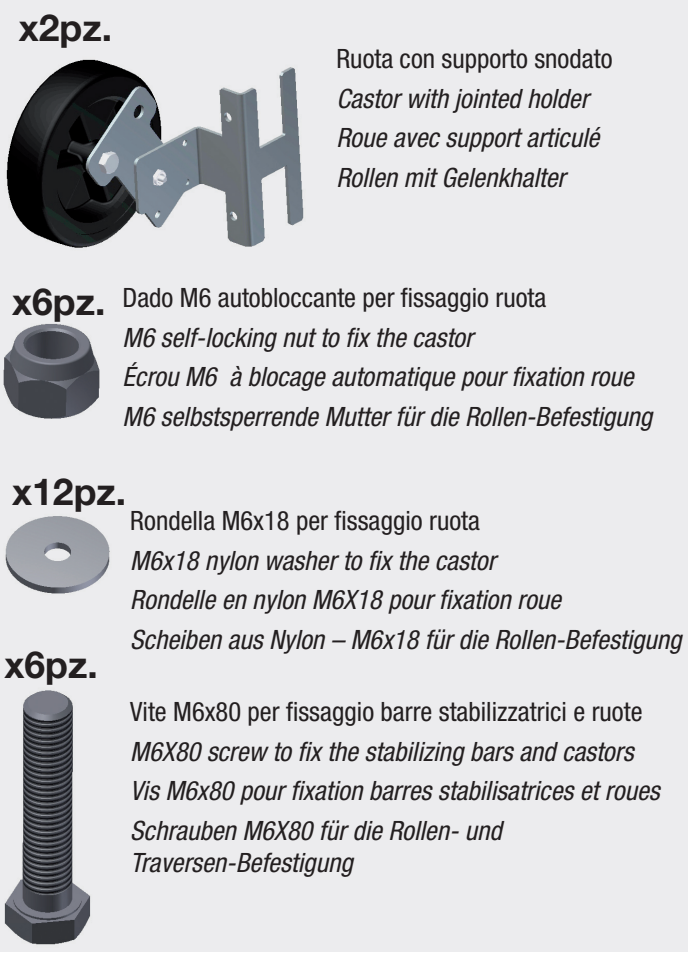 x2pz.
Ruota con supporto snodato
Castor with jointed holder
Roue avec support articulé
Rollen mit Gelenkhalter
x6pz.
Dado M6 autobloccante per fissaggio ruota
M6 self-locking nut to fix the castor
Écrou M6 à blocage automatique pour fixation roue
M6 selbstsperrende Mutter für die Rollen-Befestigung
x12pz.
Rondella M6x18 per fissaggio ruota
M6x18 nylon washer to fix the castor
Rondelle en nylon M6X18 pour fixation roue
Scheiben aus Nylon – M6x18 für die Rollen-Befestigung
x6pz.
Vite M6x80 per fissaggio barre stabilizzatrici e ruote
M6X80 screw to fix the stabilizing bars and castors
Vis M6x80 pour fixation barres stabilisatrices et roues
Schrauben M6X80 für die Rollen- und
Traversen-Befestigung